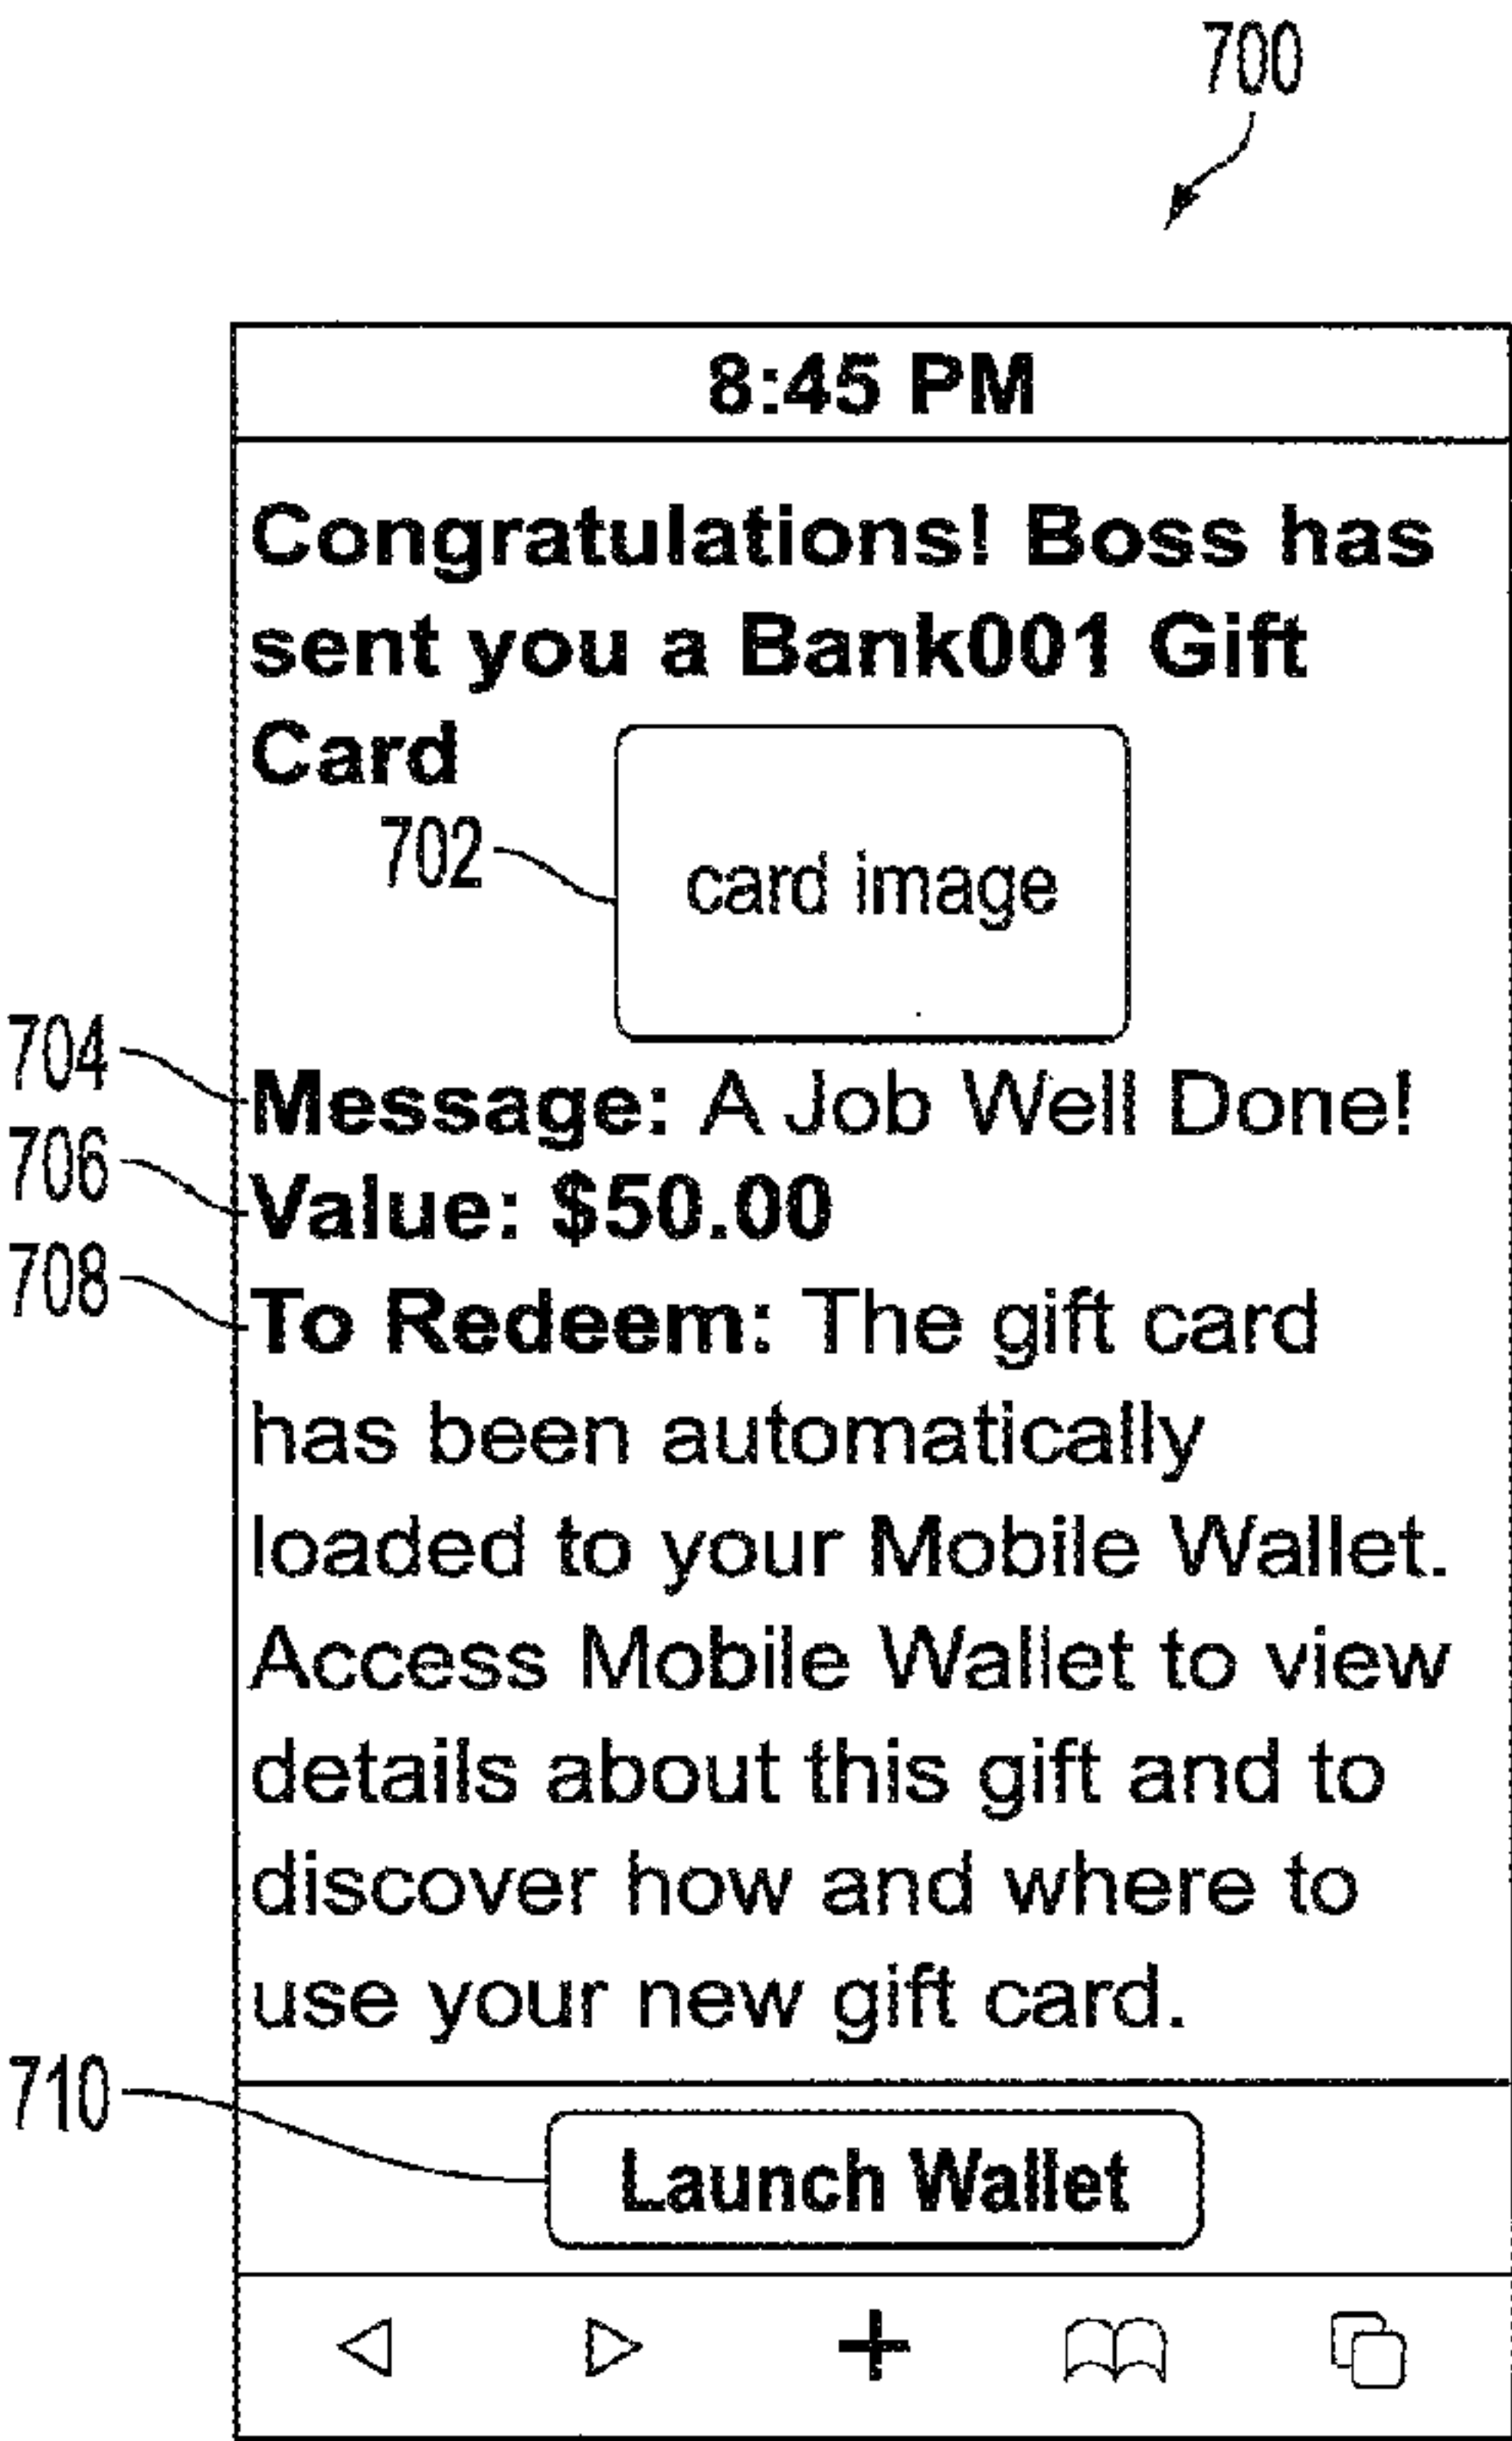 700
8:45 PM
Congratulations! Boss has
sent you a Bank001 Gift
Card
702
card image
704
Message: A Job Well Done!
706
Value: $50.00
708
To Redeem: The gift card
has been automatically
loaded to your Mobile Wallet.
Access Mobile Wallet to view
details about this gift and to
discover how and where to
use your new gift card.
710
Launch Wallet